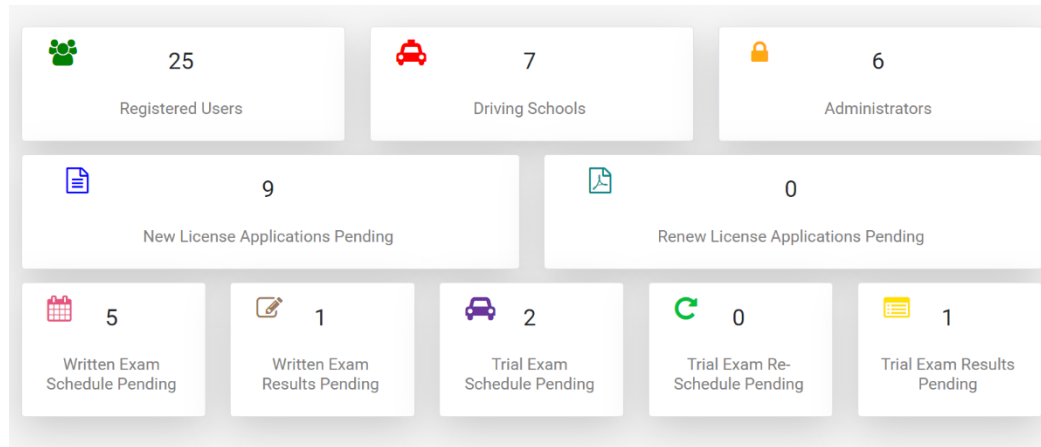 25
Registered Users
7
Driving Schools
6
Administrators
9
New License Applications Pending
0
Renew License Applications Pending
5
Written Exam
Schedule Pending
1
Written Exam
Results Pending
2
Trial Exam
Schedule Pending
0
Trial Exam Re-
Schedule Pending
1
Trial Exam Results
Pending